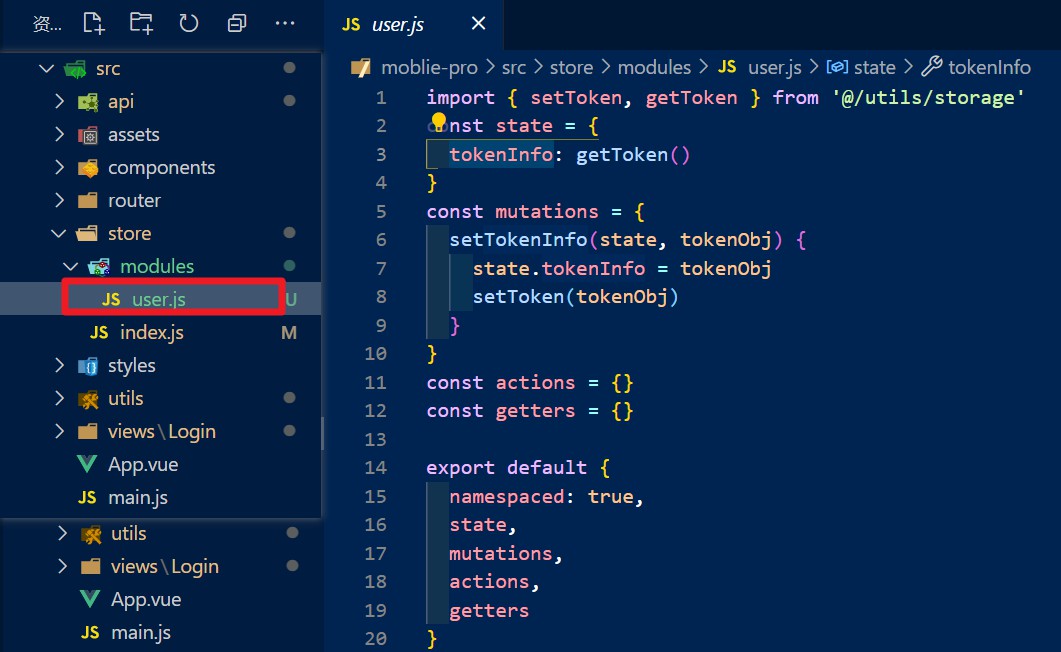 资...
src
api
assets
components
router
store
modules
JS user.js U
JS index.js M
styles
utils
views\Login
App.vue
JS main.js
utils
views\Login
App.vue
JS main.js
JS user.js
moblie-pro > src > store > modules > JS user.js > state > tokenInfo
1 import { setToken, getToken } from '@/utils/storage'
2 const state = {
3 tokenInfo: getToken()
4 }
5 const mutations = {
6 setTokenInfo(state, tokenObj) {
7 state.tokenInfo = tokenObj
8 setToken(tokenObj)
9 }
10 }
11 const actions = {}
12 const getters = {}
13
14 export default {
15 namespaced: true,
16 state,
17 mutations,
18 actions,
19 getters
20 }